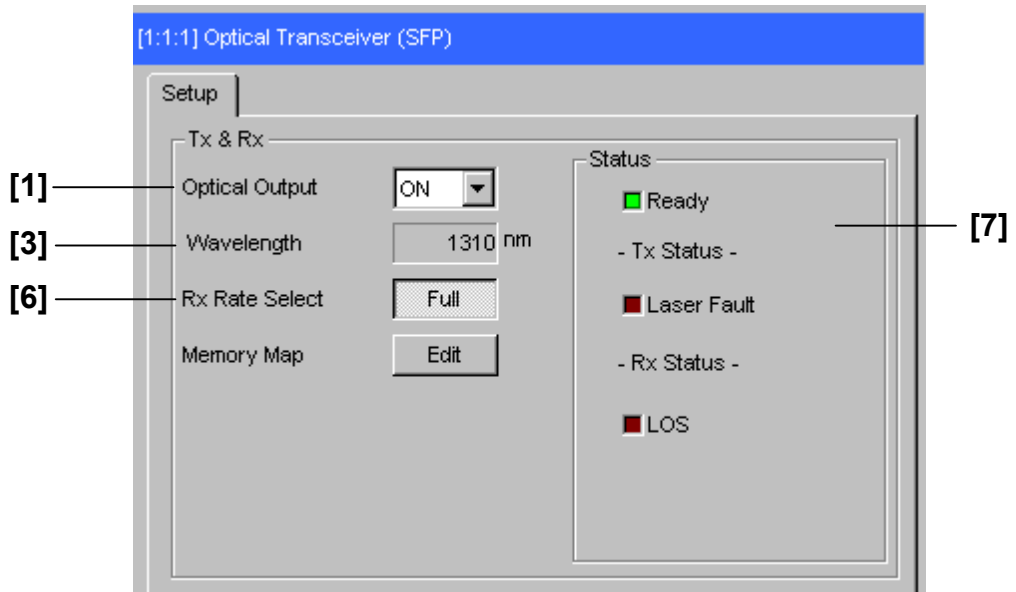 [1:1:1] Optical Transceiver (SFP)
Setup
Tx & Rx
Status
[1]
Optical Output
ON
Ready
[7]
[3]
Wavelength
1310 nm
- Tx Status -
[6]
Rx Rate Select
Full
Laser Fault
Memory Map
Edit
- Rx Status -
LOS